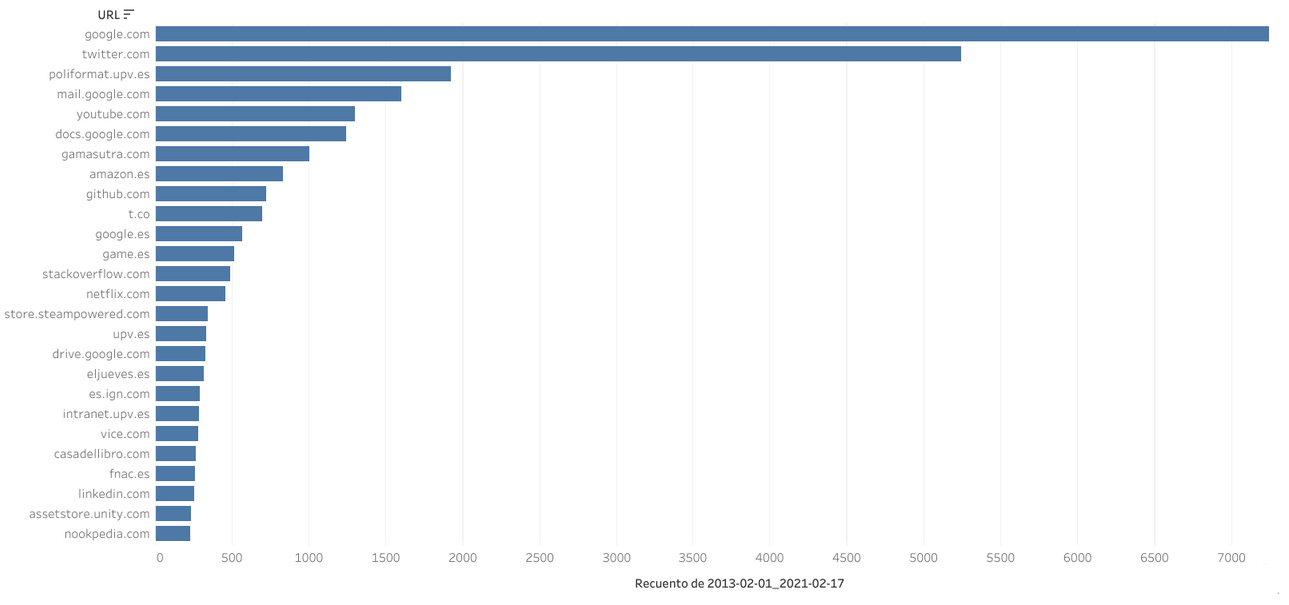 URL
google.com
twitter.com
poliformat.upv.es
mail.google.com
youtube.com
docs.google.com
gamasutra.com
amazon.es
github.com
t.co
google.es
game.es
stackoverflow.com
netflix.com
store.steampowered.com
upv.es
drive.google.com
eljueves.es
es.ign.com
intranet.upv.es
vice.com
casadellibro.com
fnac.es
linkedin.com
assetstore.unity.com
nookpedia.com
0 500 1000 1500 2000 2500 3000 3500 4000 4500 5000 5500 6000 6500 7000
Recuento de 2013-02-01_2021-02-17